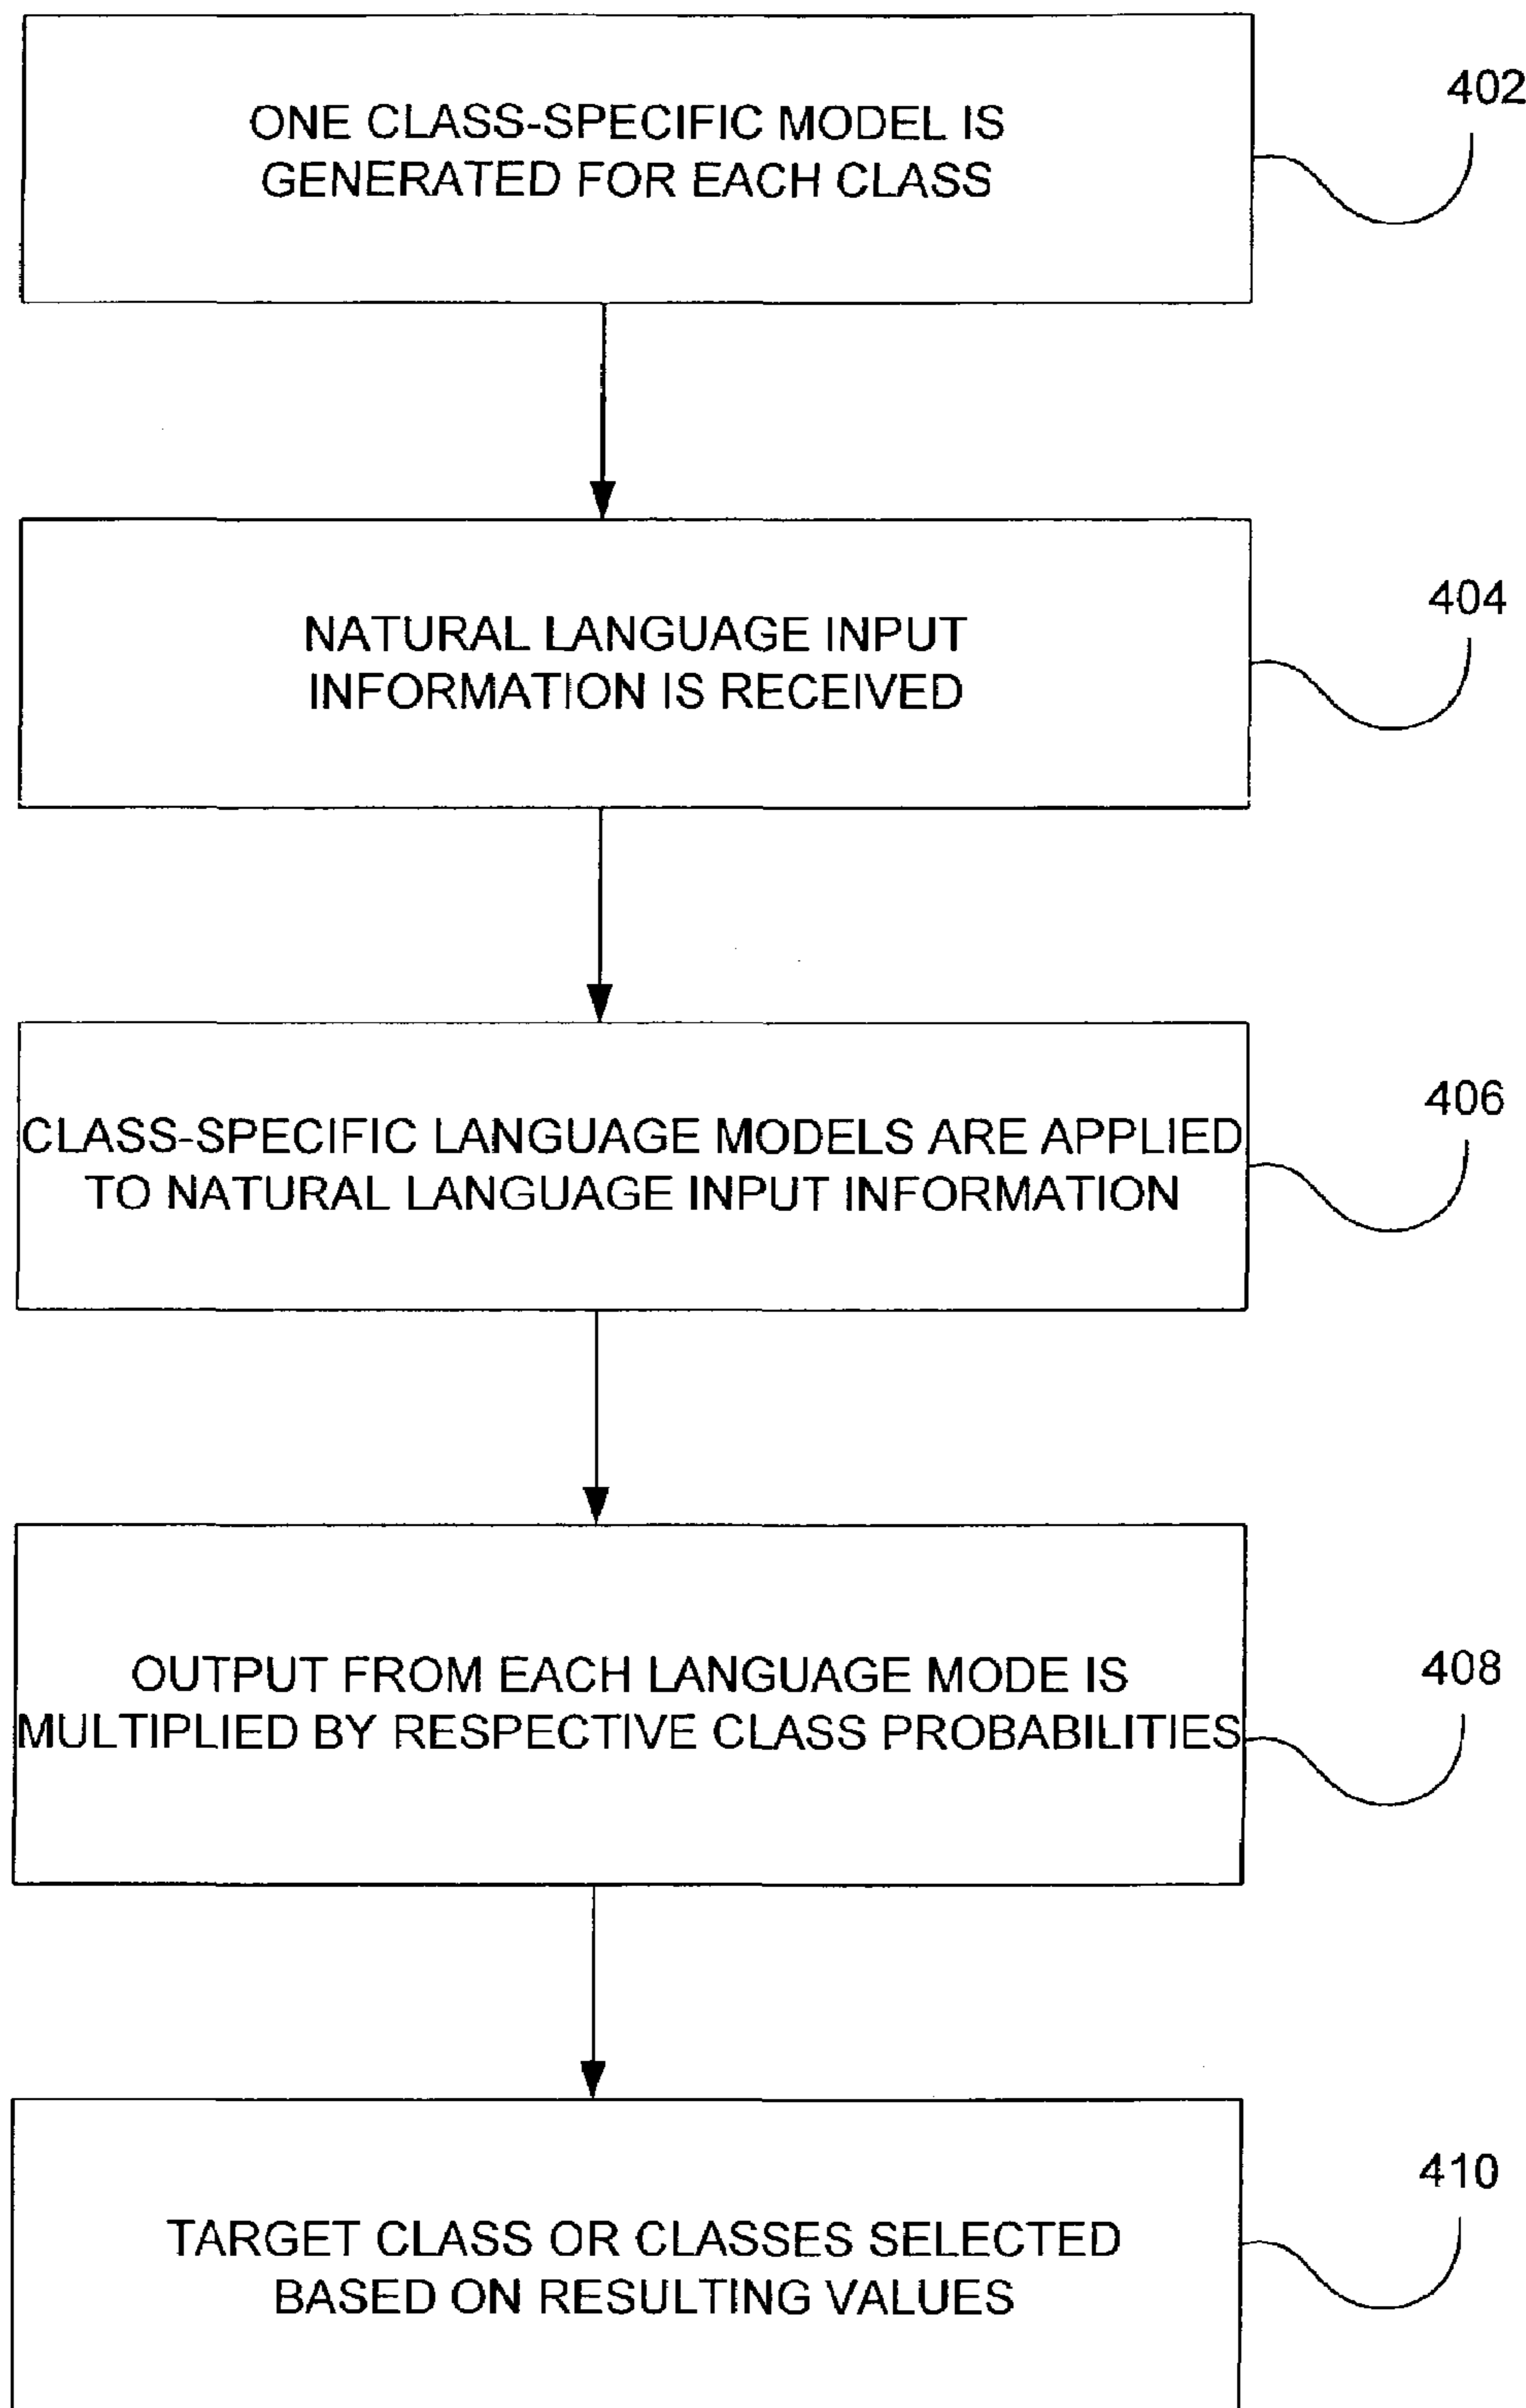 ONE CLASS-SPECIFIC MODEL IS
GENERATED FOR EACH CLASS
402
NATURAL LANGUAGE INPUT
INFORMATION IS RECEIVED
404
CLASS-SPECIFIC LANGUAGE MODELS ARE APPLIED
TO NATURAL LANGUAGE INPUT INFORMATION
406
OUTPUT FROM EACH LANGUAGE MODE IS
MULTIPLIED BY RESPECTIVE CLASS PROBABILITIES
408
TARGET CLASS OR CLASSES SELECTED
BASED ON RESULTING VALUES
410